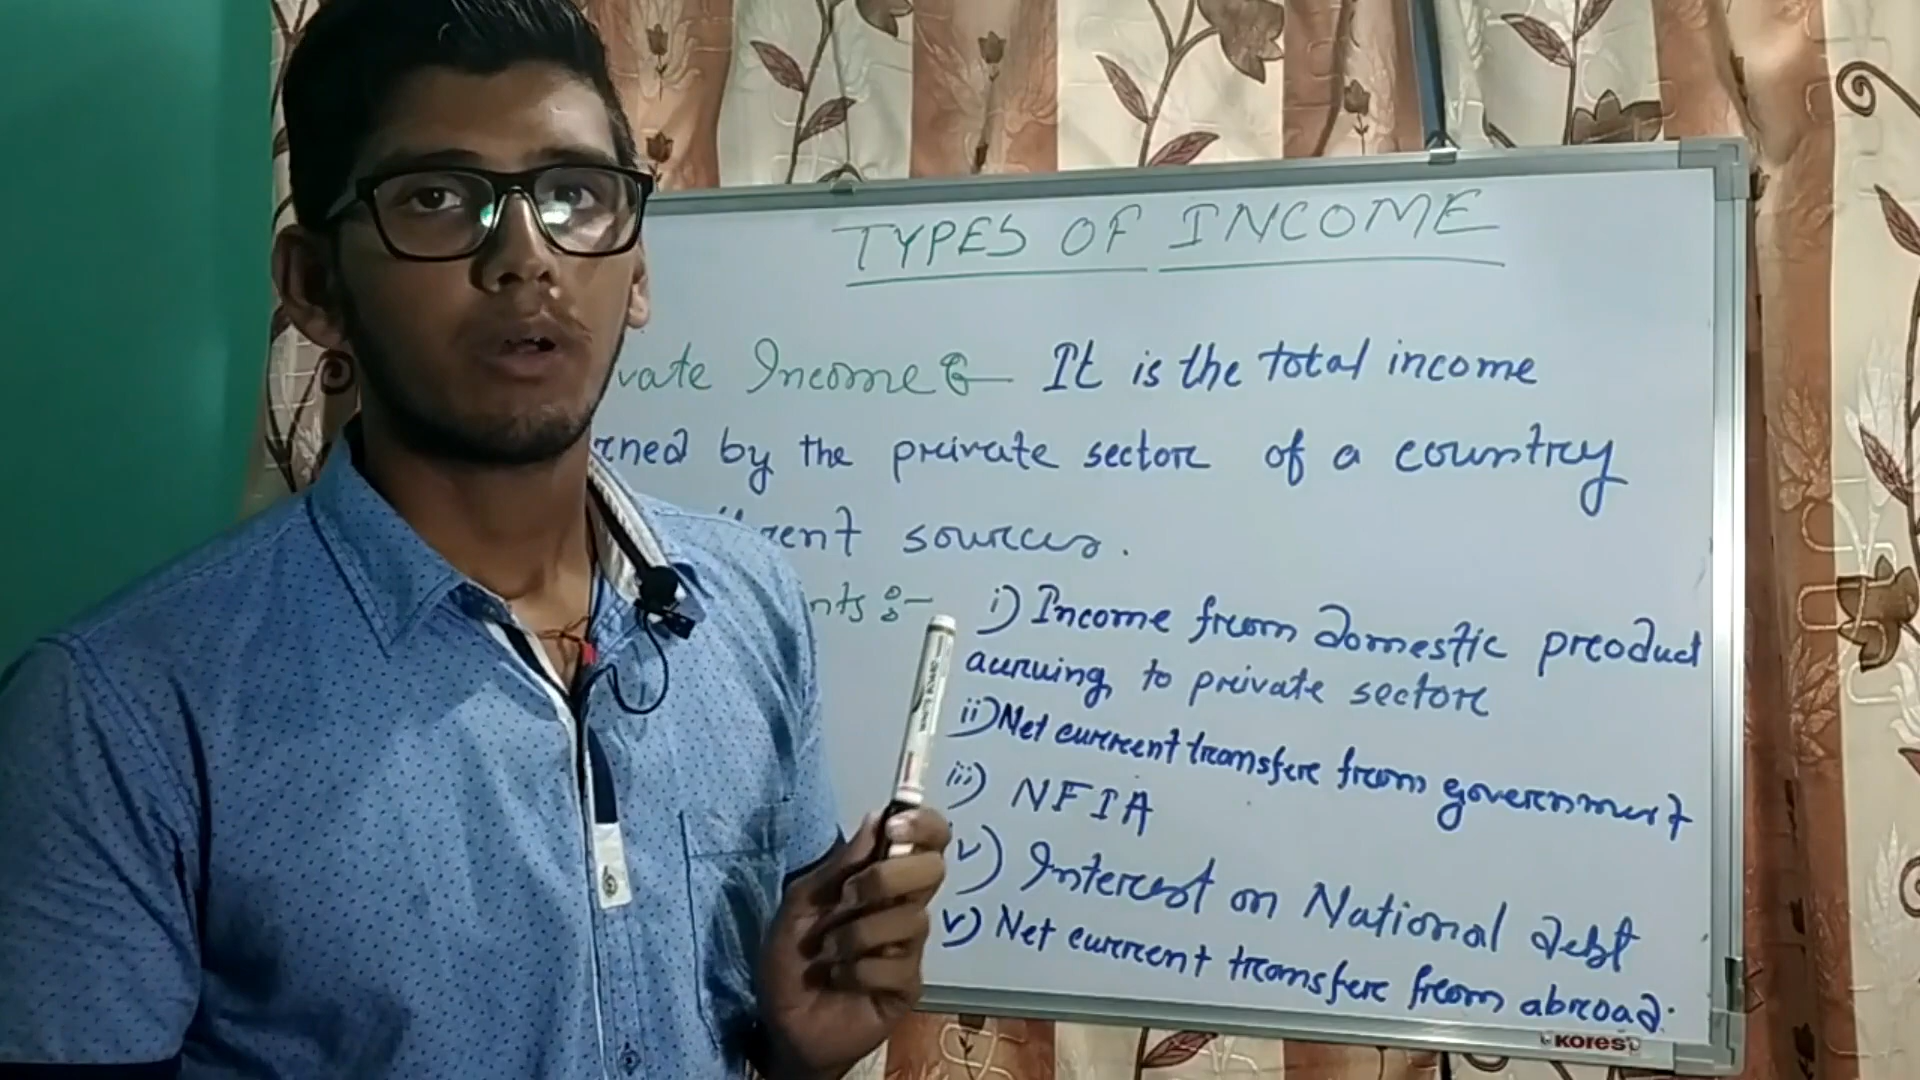 TYPES OF INCOME
vate Income :- It is the total income
rned by the private sector of a country
rent sources.
nts :- i) Income from domestic product
accruing to private sector
ii) Net current transfer from government
iii) NFIA
v) Interest on National debt
v) Net current transfer from abroad.
Kores